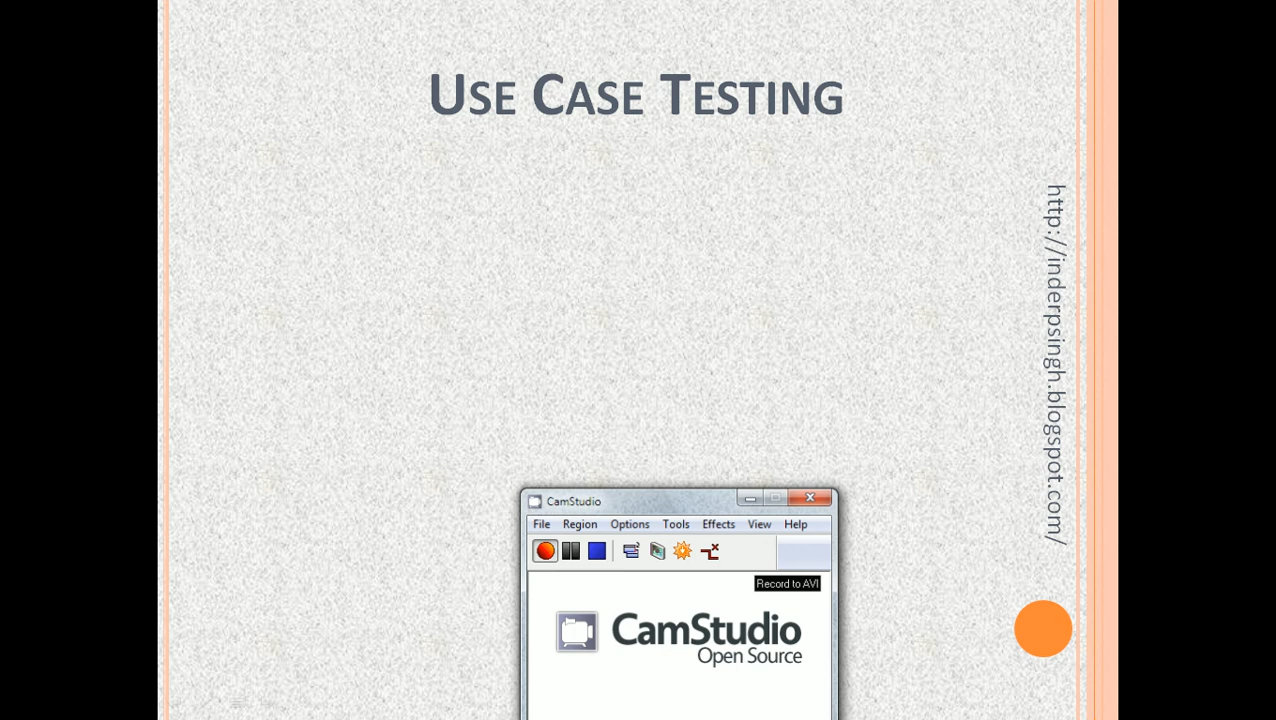 Use Case Testing
http://inderpsingh.blogspot.com/
CamStudio
File Region Options Tools Effects View Help
Record to AVI
CamStudio
Open Source